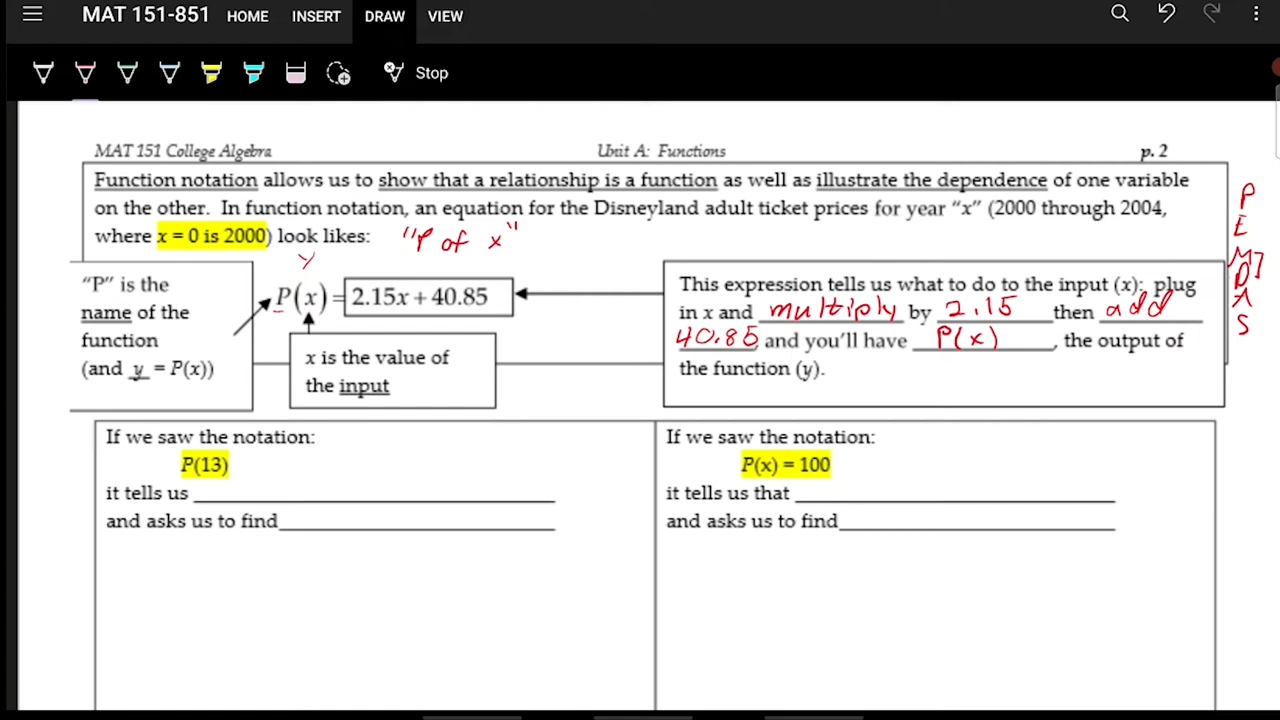 MAT 151-851 HOME INSERT DRAW VIEW
Stop
MAT 151 College Algebra Unit A: Functions p. 2
Function notation allows us to show that a relationship is a function as well as illustrate the dependence of one variable
on the other. In function notation, an equation for the Disneyland adult ticket prices for year "x" (2000 through 2004,
where x = 0 is 2000) look likes: "P of x"
PEMDAS
y
"P" is the
name of the
function
(and y = P(x))
P(x) = 2.15x + 40.85
x is the value of
the input
This expression tells us what to do to the input (x): plug
in x and multiply by 2.15 then add
40.85 and you'll have P(x), the output of
the function (y).
If we saw the notation:
P(13)
it tells us
and asks us to find
If we saw the notation:
P(x) = 100
it tells us that
and asks us to find